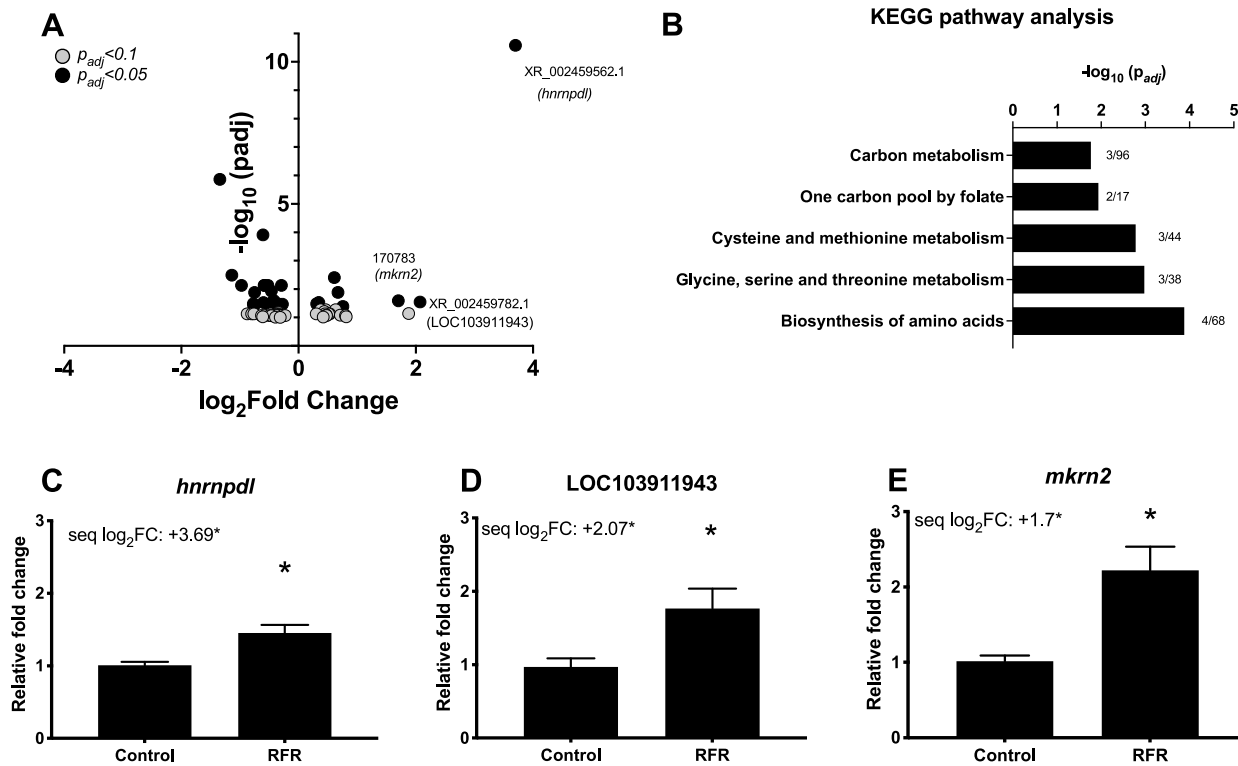 A
p_adj<0.1
p_adj<0.05
10
5
-log10 (padj)
XR_002459562.1
(hnrnpdl)
170783
(mkrn2)
XR_002459782.1
(LOC103911943)
-4 -2 0 2 4
log2Fold Change
B
KEGG pathway analysis
-log10 (padj)
0 1 2 3 4 5
Carbon metabolism 3/96
One carbon pool by folate 2/17
Cysteine and methionine metabolism 3/44
Glycine, serine and threonine metabolism 3/38
Biosynthesis of amino acids 4/68
C
hnrnpdl
seq log2FC: +3.69*
*
Relative fold change
3
2
1
0
Control RFR
D
LOC103911943
seq log2FC: +2.07*
*
Relative fold change
3
2
1
0
Control RFR
E
mkrn2
seq log2FC: +1.7*
*
Relative fold change
3
2
1
0
Control RFR